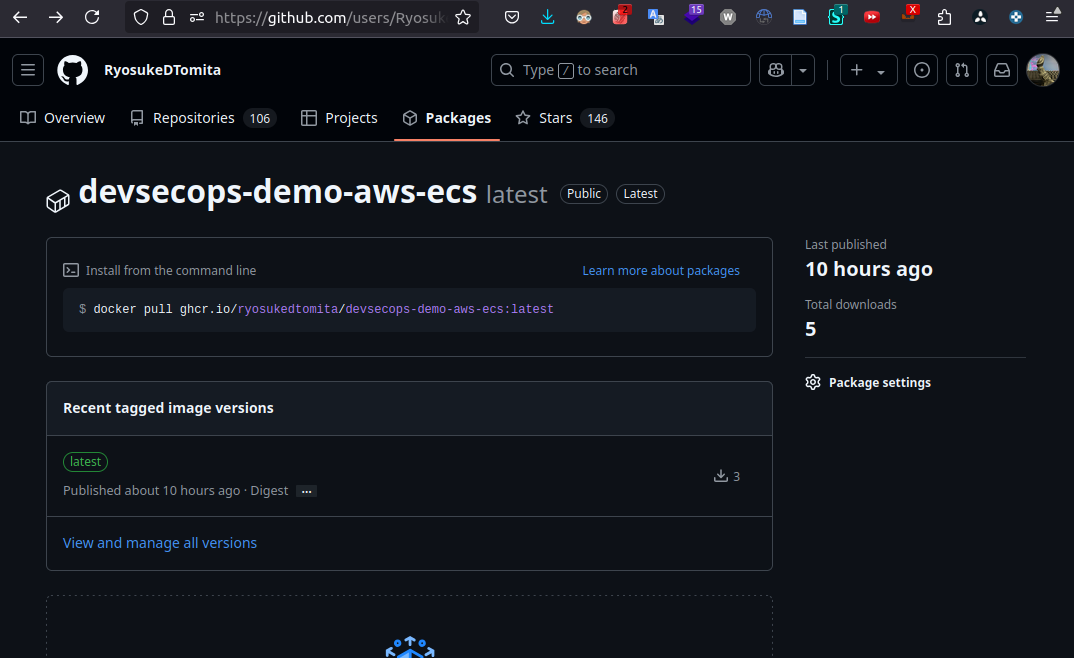 https://github.com/users/Ryosuk
2
15
1
X
RyosukeDTomita
Type / to search
Overview
Repositories 106
Projects
Packages
Stars 146
devsecops-demo-aws-ecs latest Public Latest
Install from the command line
Learn more about packages
$ docker pull ghcr.io/ryosukedtomita/devsecops-demo-aws-ecs:latest
Last published
10 hours ago
Total downloads
5
Package settings
Recent tagged image versions
latest
Published about 10 hours ago · Digest ...
3
View and manage all versions